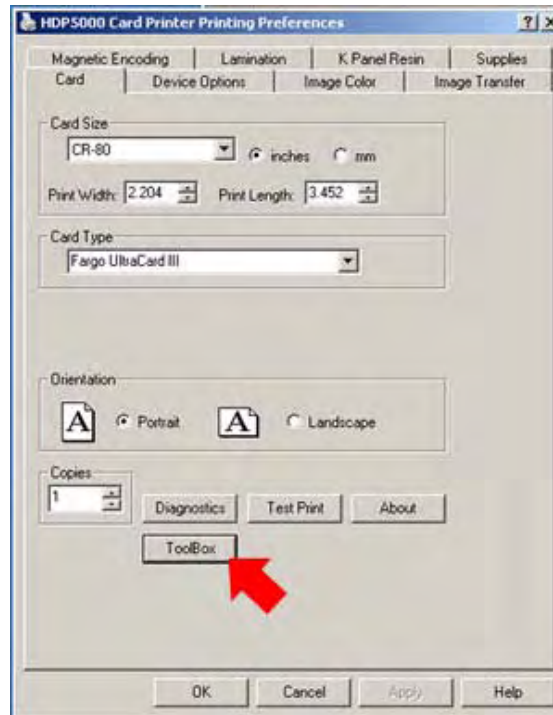 HDP5000 Card Printer Printing Preferences
Magnetic Encoding Lamination K Panel Resin Supplies
Card Device Options Image Color Image Transfer
Card Size
CR-80 inches mm
Print Width: 2.204 Print Length: 3.452
Card Type
Fargo UltraCard III
Orientation
A Portrait A Landscape
Copies
1 Diagnostics Test Print About
ToolBox
OK Cancel Apply Help